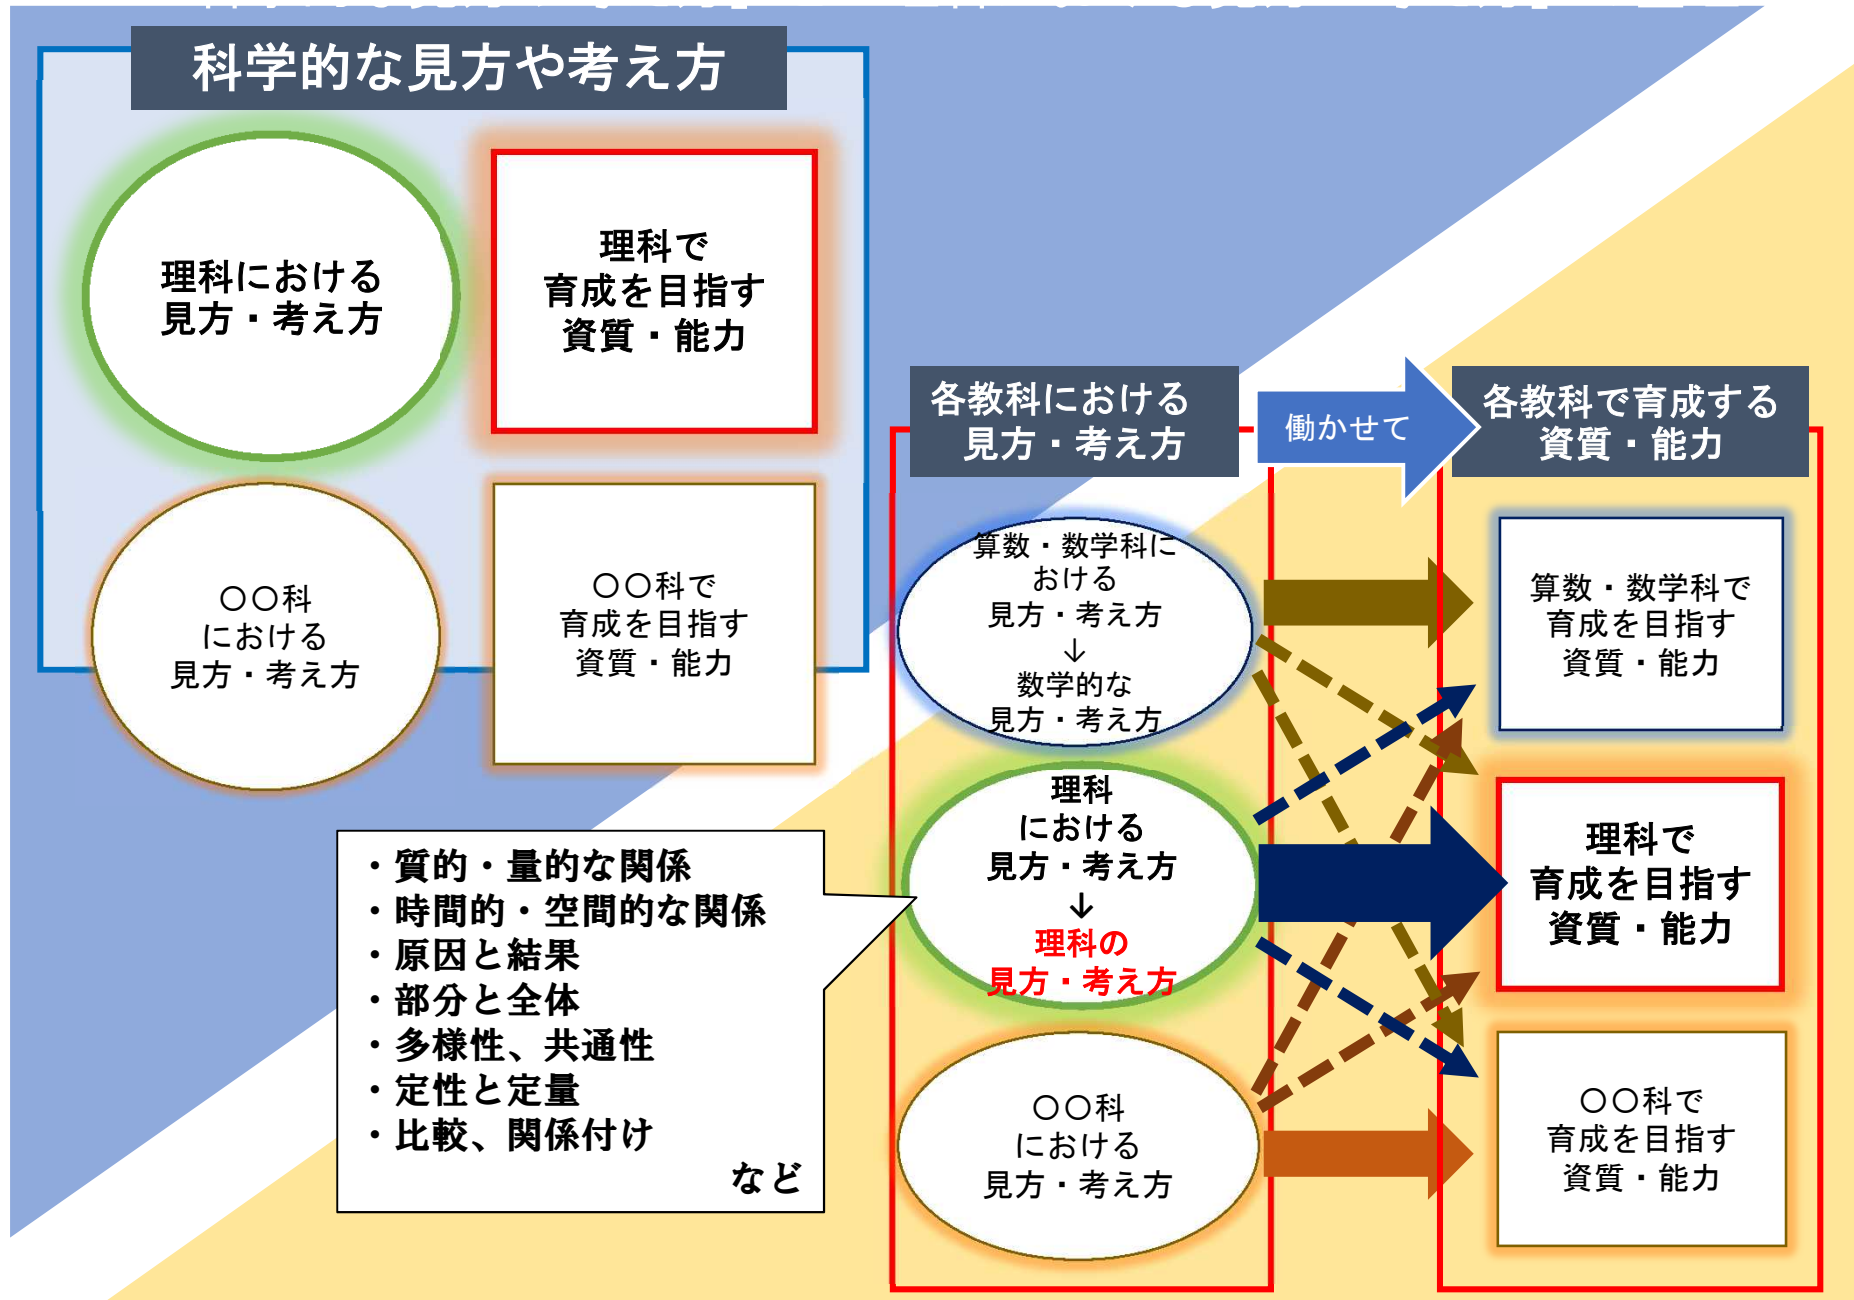 科学的な見方や考え方
理科における
見方・考え方
理科で
育成を目指す
資質・能力
〇〇科
における
見方・考え方
〇〇科で
育成を目指す
資質・能力
各教科における
見方・考え方
働かせて
各教科で育成する
資質・能力
算数・数学科に
おける
見方・考え方
↓
数学的な
見方・考え方
算数・数学科で
育成を目指す
資質・能力
理科
における
見方・考え方
↓
理科の
見方・考え方
理科で
育成を目指す
資質・能力
・質的・量的な関係
・時間的・空間的な関係
・原因と結果
・部分と全体
・多様性、共通性
・定性と定量
・比較、関係付け
など
〇〇科
における
見方・考え方
〇〇科で
育成を目指す
資質・能力